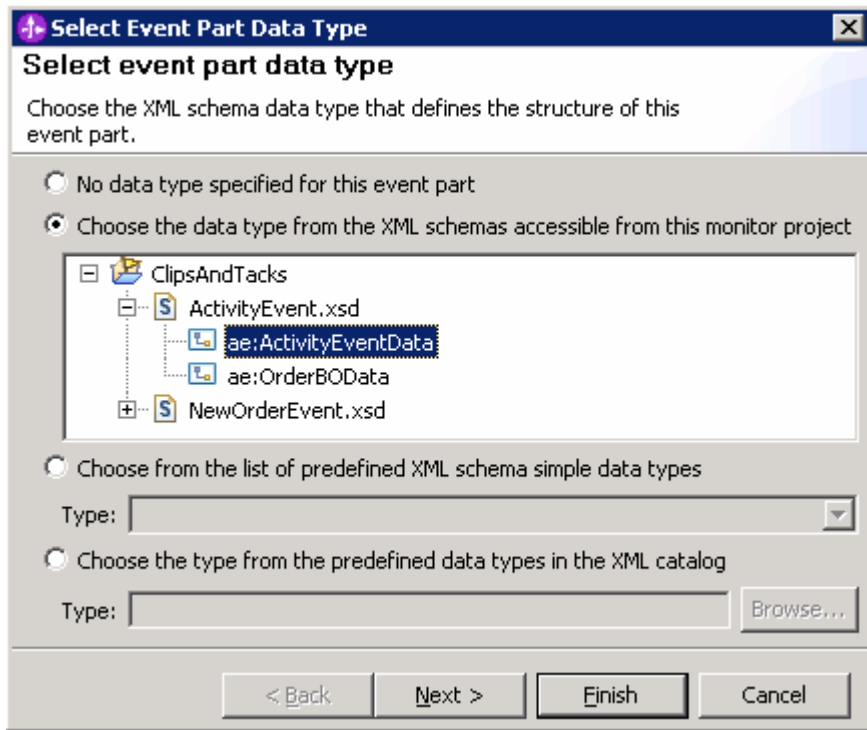 Select Event Part Data Type
Select event part data type
Choose the XML schema data type that defines the structure of this
event part.
No data type specified for this event part
Choose the data type from the XML schemas accessible from this monitor project
ClipsAndTacks
ActivityEvent.xsd
ae:ActivityEventData
ae:OrderBOData
NewOrderEvent.xsd
Choose from the list of predefined XML schema simple data types
Type:
Choose the type from the predefined data types in the XML catalog
Type: Browse...
< Back Next > Finish Cancel